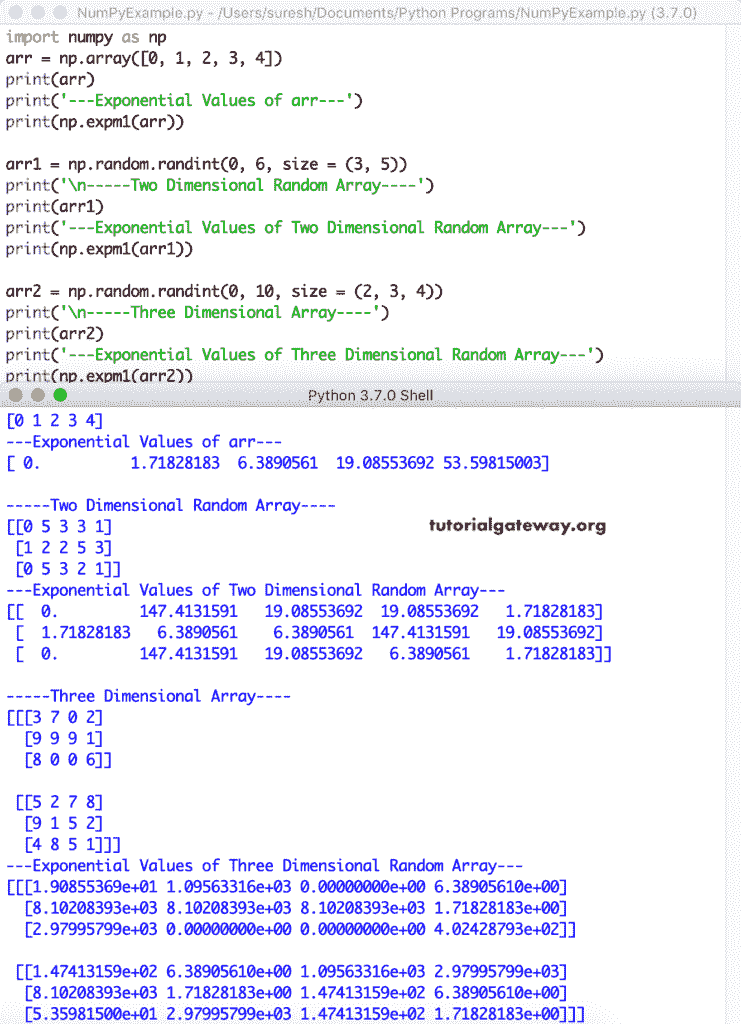 NumPyExample.py - /Users/suresh/Documents/Python Programs/NumPyExample.py (3.7.0)
import numpy as np
arr = np.array([0, 1, 2, 3, 4])
print(arr)
print('---Exponential Values of arr---')
print(np.expm1(arr))

arr1 = np.random.randint(0, 6, size = (3, 5))
print('\n-----Two Dimensional Random Array----')
print(arr1)
print('---Exponential Values of Two Dimensional Random Array---')
print(np.expm1(arr1))

arr2 = np.random.randint(0, 10, size = (2, 3, 4))
print('\n-----Three Dimensional Array----')
print(arr2)
print('---Exponential Values of Three Dimensional Random Array---')
print(np.expm1(arr2))
Python 3.7.0 Shell
[0 1 2 3 4]
---Exponential Values of arr---
[ 0.          1.71828183  6.3890561  19.08553692 53.59815003]

-----Two Dimensional Random Array----
[[0 5 3 3 1]
tutorialgateway.org
 [1 2 2 5 3]
 [0 5 3 2 1]]
---Exponential Values of Two Dimensional Random Array---
[[  0.         147.4131591   19.08553692  19.08553692   1.71828183]
 [  1.71828183   6.3890561    6.3890561  147.4131591   19.08553692]
 [  0.         147.4131591   19.08553692   6.3890561    1.71828183]]

-----Three Dimensional Array----
[[[3 7 0 2]
  [9 9 9 1]
  [8 0 0 6]]

 [[5 2 7 8]
  [9 1 5 2]
  [4 8 5 1]]]
---Exponential Values of Three Dimensional Random Array---
[[[1.90855369e+01 1.09563316e+03 0.00000000e+00 6.38905610e+00]
  [8.10208393e+03 8.10208393e+03 8.10208393e+03 1.71828183e+00]
  [2.97995799e+03 0.00000000e+00 0.00000000e+00 4.02428793e+02]]

 [[1.47413159e+02 6.38905610e+00 1.09563316e+03 2.97995799e+03]
  [8.10208393e+03 1.71828183e+00 1.47413159e+02 6.38905610e+00]
  [5.35981500e+01 2.97995799e+03 1.47413159e+02 1.71828183e+00]]]